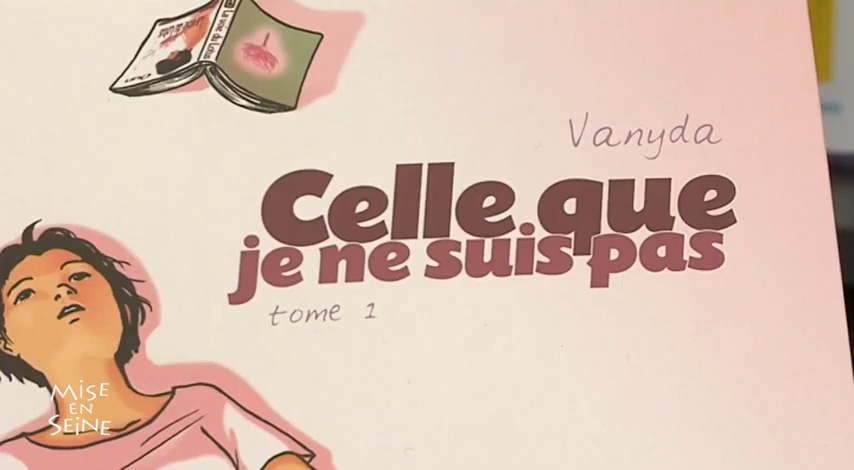 Vanyda
Celle que
je ne suis pas
tome 1
MiSE
EN
SEiNE